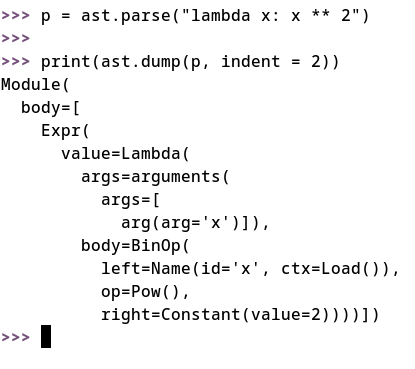 >>> p = ast.parse("lambda x: x ** 2")
>>>
>>> print(ast.dump(p, indent = 2))
Module(
  body=[
    Expr(
      value=Lambda(
        args=arguments(
          args=[
            arg(arg='x')]),
        body=BinOp(
          left=Name(id='x', ctx=Load()),
          op=Pow(),
          right=Constant(value=2))))])
>>>